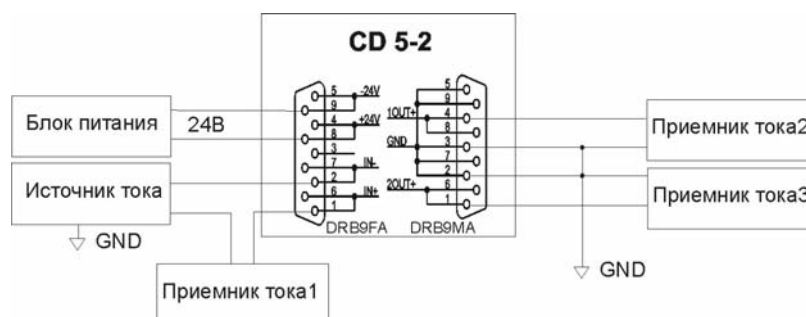 CD 5-2
Блок питания
24В
Источник тока
GND
Приемник тока1
5
9
4
8
3
7
2
6
1
-24V
+24V
IN-
IN+
DRB9FA
1OUT+
GND
2OUT+
5
9
4
8
3
7
2
6
1
DRB9MA
Приемник тока2
Приемник тока3
GND